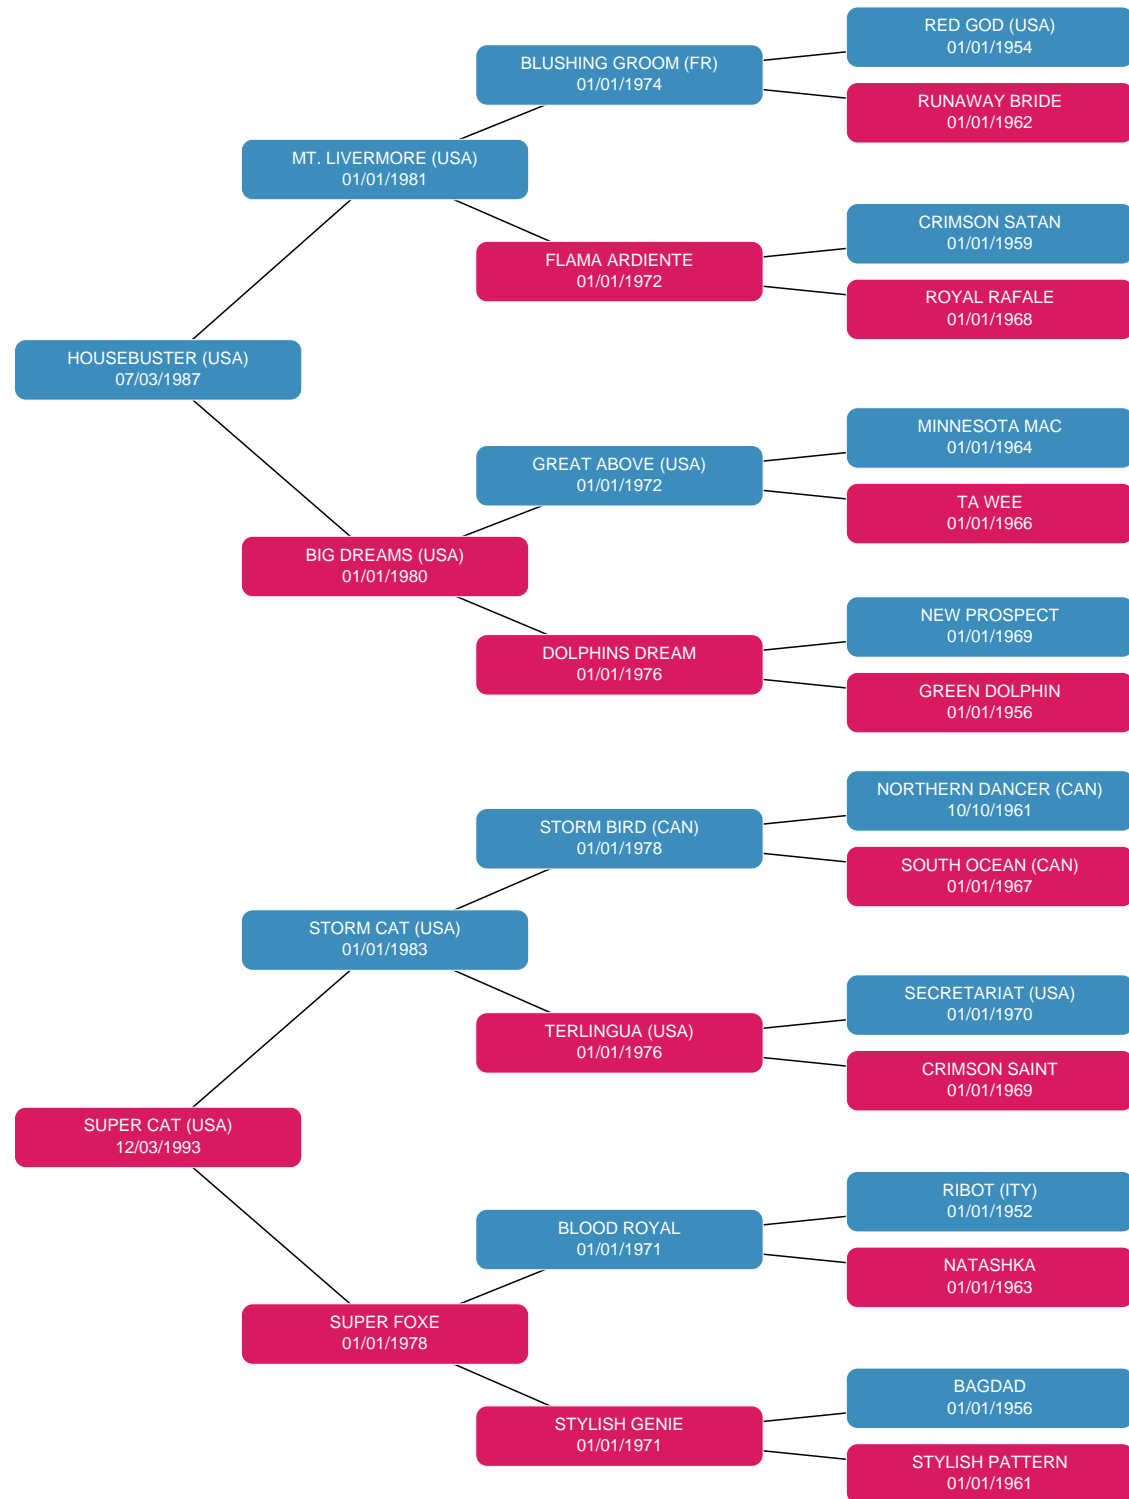 RED GOD (USA)
01/01/1954
BLUSHING GROOM (FR)
01/01/1974
RUNAWAY BRIDE
01/01/1962
MT. LIVERMORE (USA)
01/01/1981
CRIMSON SATAN
01/01/1959
FLAMA ARDIENTE
01/01/1972
ROYAL RAFALE
01/01/1968
HOUSEBUSTER (USA)
07/03/1987
MINNESOTA MAC
01/01/1964
GREAT ABOVE (USA)
01/01/1972
TA WEE
01/01/1966
BIG DREAMS (USA)
01/01/1980
NEW PROSPECT
01/01/1969
DOLPHINS DREAM
01/01/1976
GREEN DOLPHIN
01/01/1956
NORTHERN DANCER (CAN)
10/10/1961
STORM BIRD (CAN)
01/01/1978
SOUTH OCEAN (CAN)
01/01/1967
STORM CAT (USA)
01/01/1983
SECRETARIAT (USA)
01/01/1970
TERLINGUA (USA)
01/01/1976
CRIMSON SAINT
01/01/1969
SUPER CAT (USA)
12/03/1993
RIBOT (ITY)
01/01/1952
BLOOD ROYAL
01/01/1971
NATASHKA
01/01/1963
SUPER FOXE
01/01/1978
BAGDAD
01/01/1956
STYLISH GENIE
01/01/1971
STYLISH PATTERN
01/01/1961